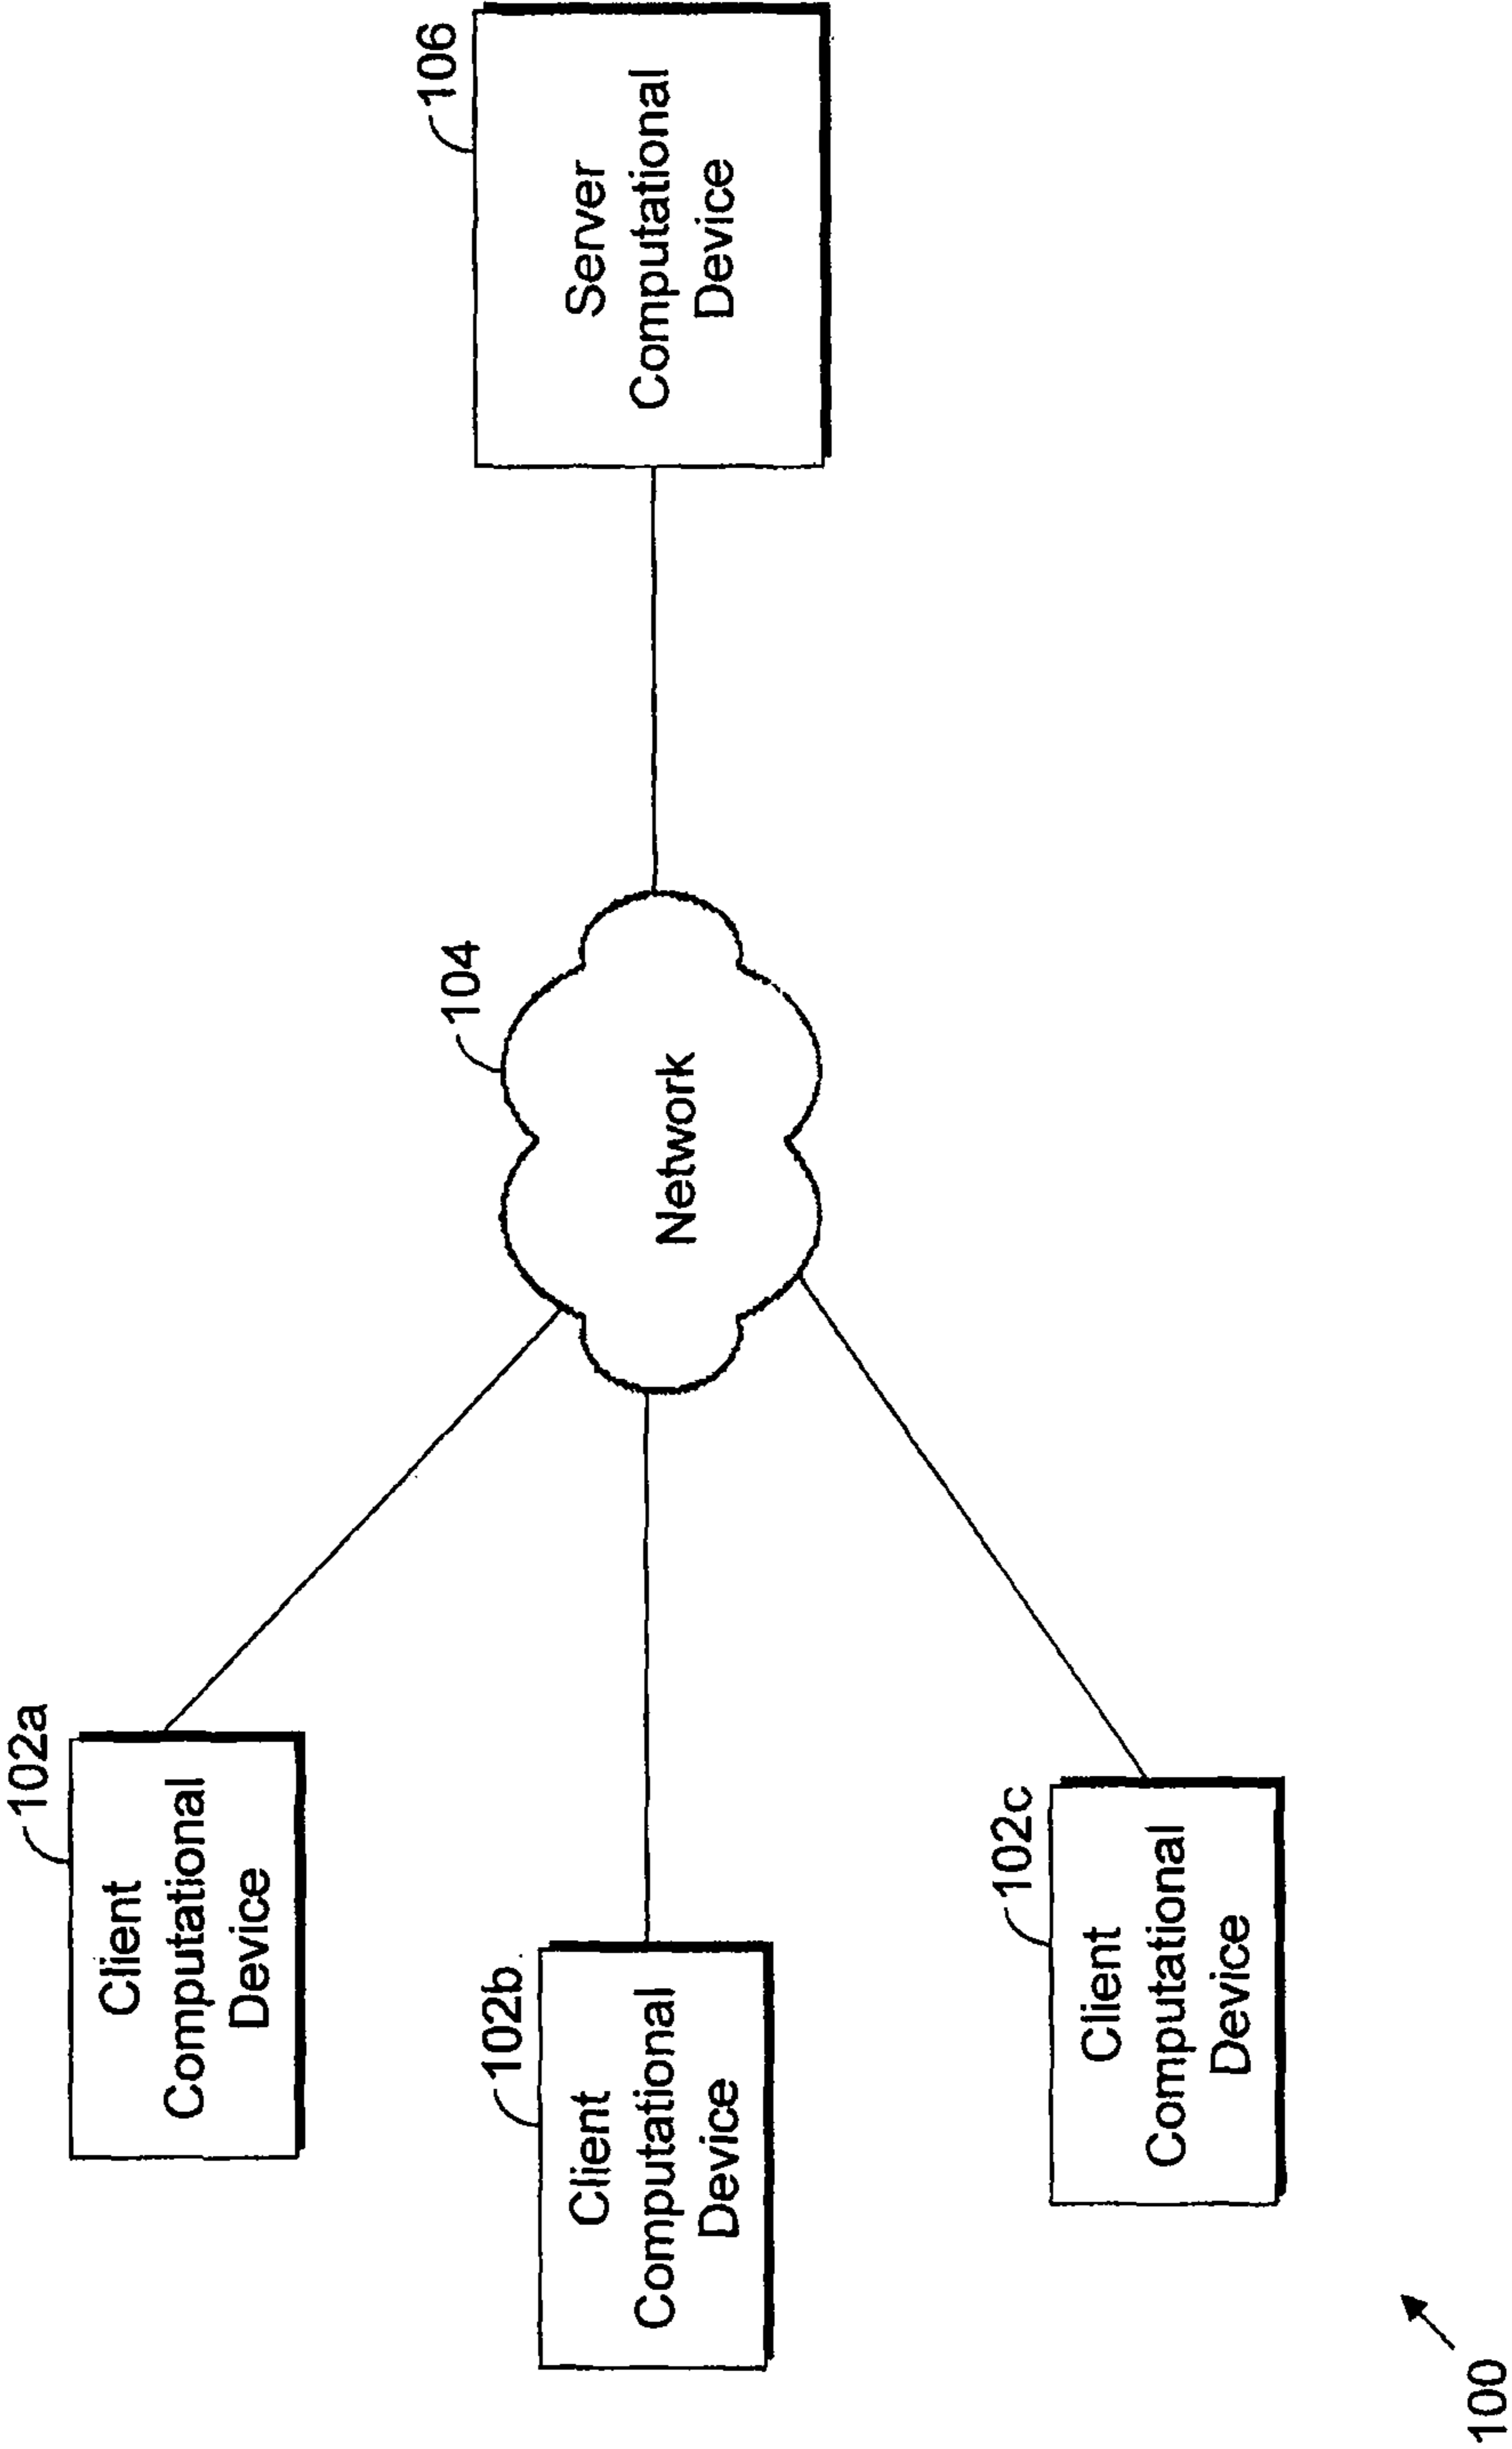 102a
Client
Computational
Device
102b
Client
Computational
Device
102c
Client
Computational
Device
104
Network
106
Server
Computational
Device
100